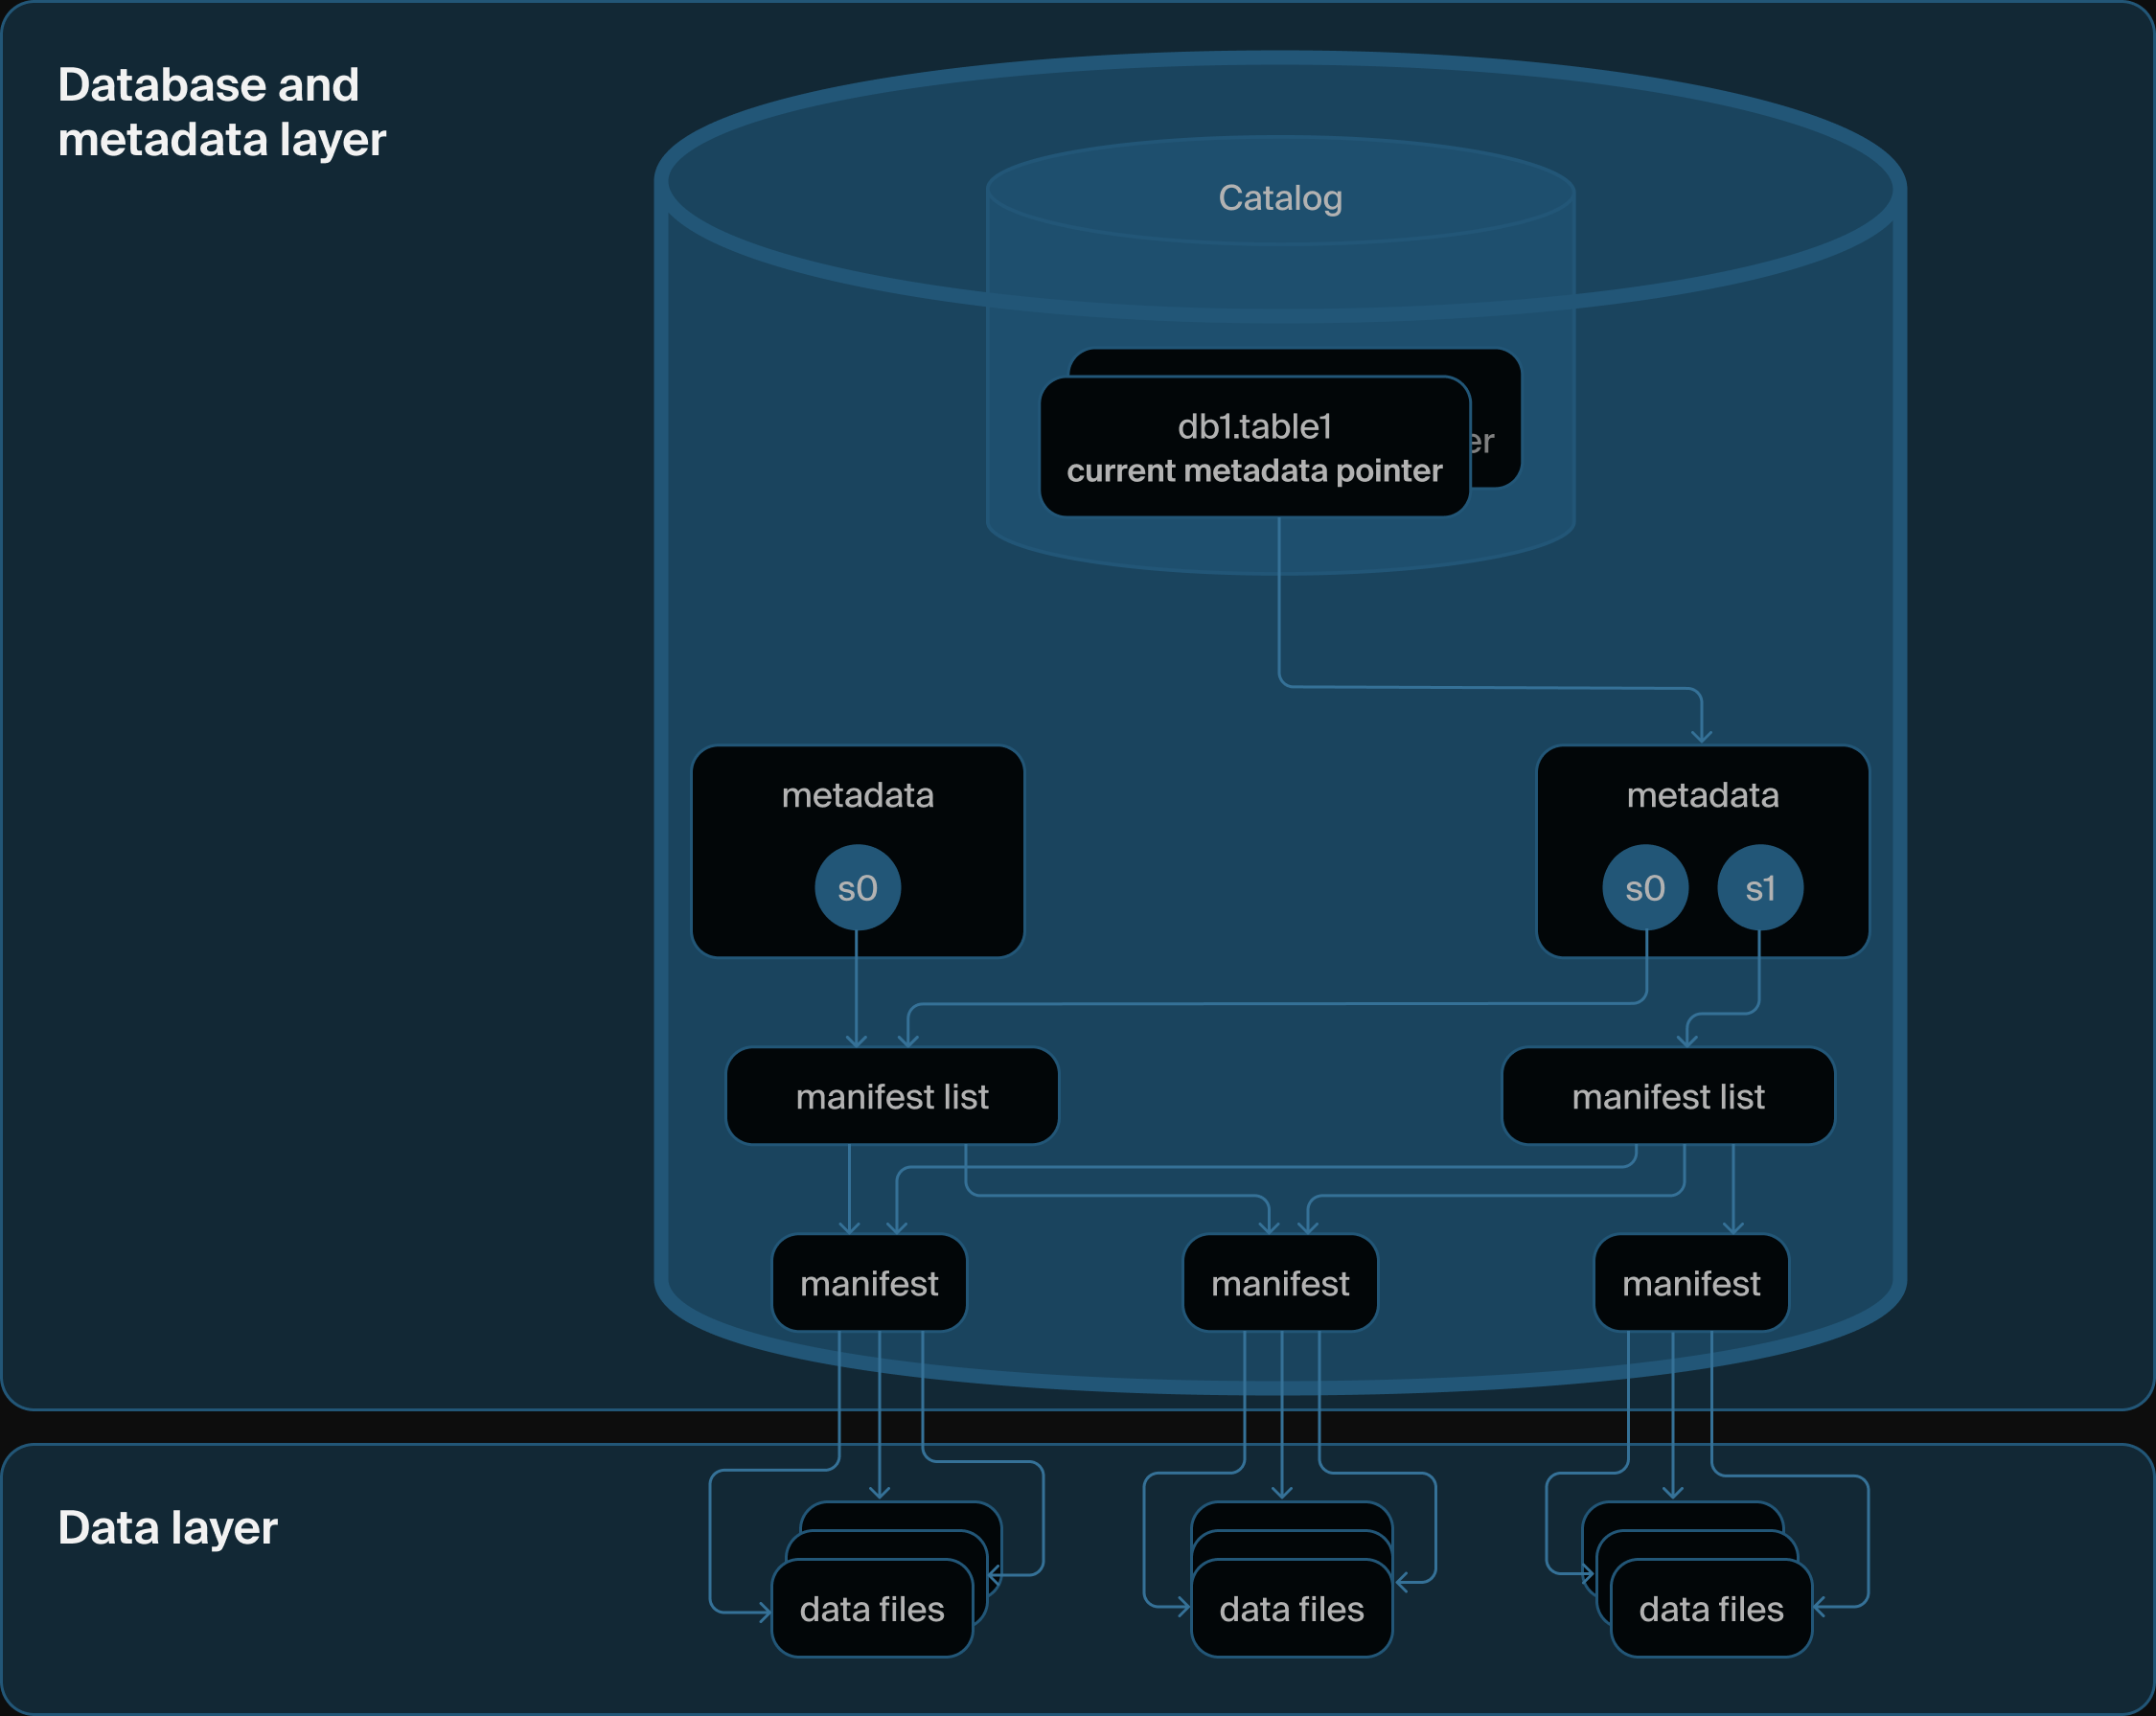 Database and
metadata layer
Catalog
db1.table1
current metadata pointer
metadata
s0
metadata
s0
s1
manifest list
manifest list
manifest
manifest
manifest
Data layer
data files
data files
data files